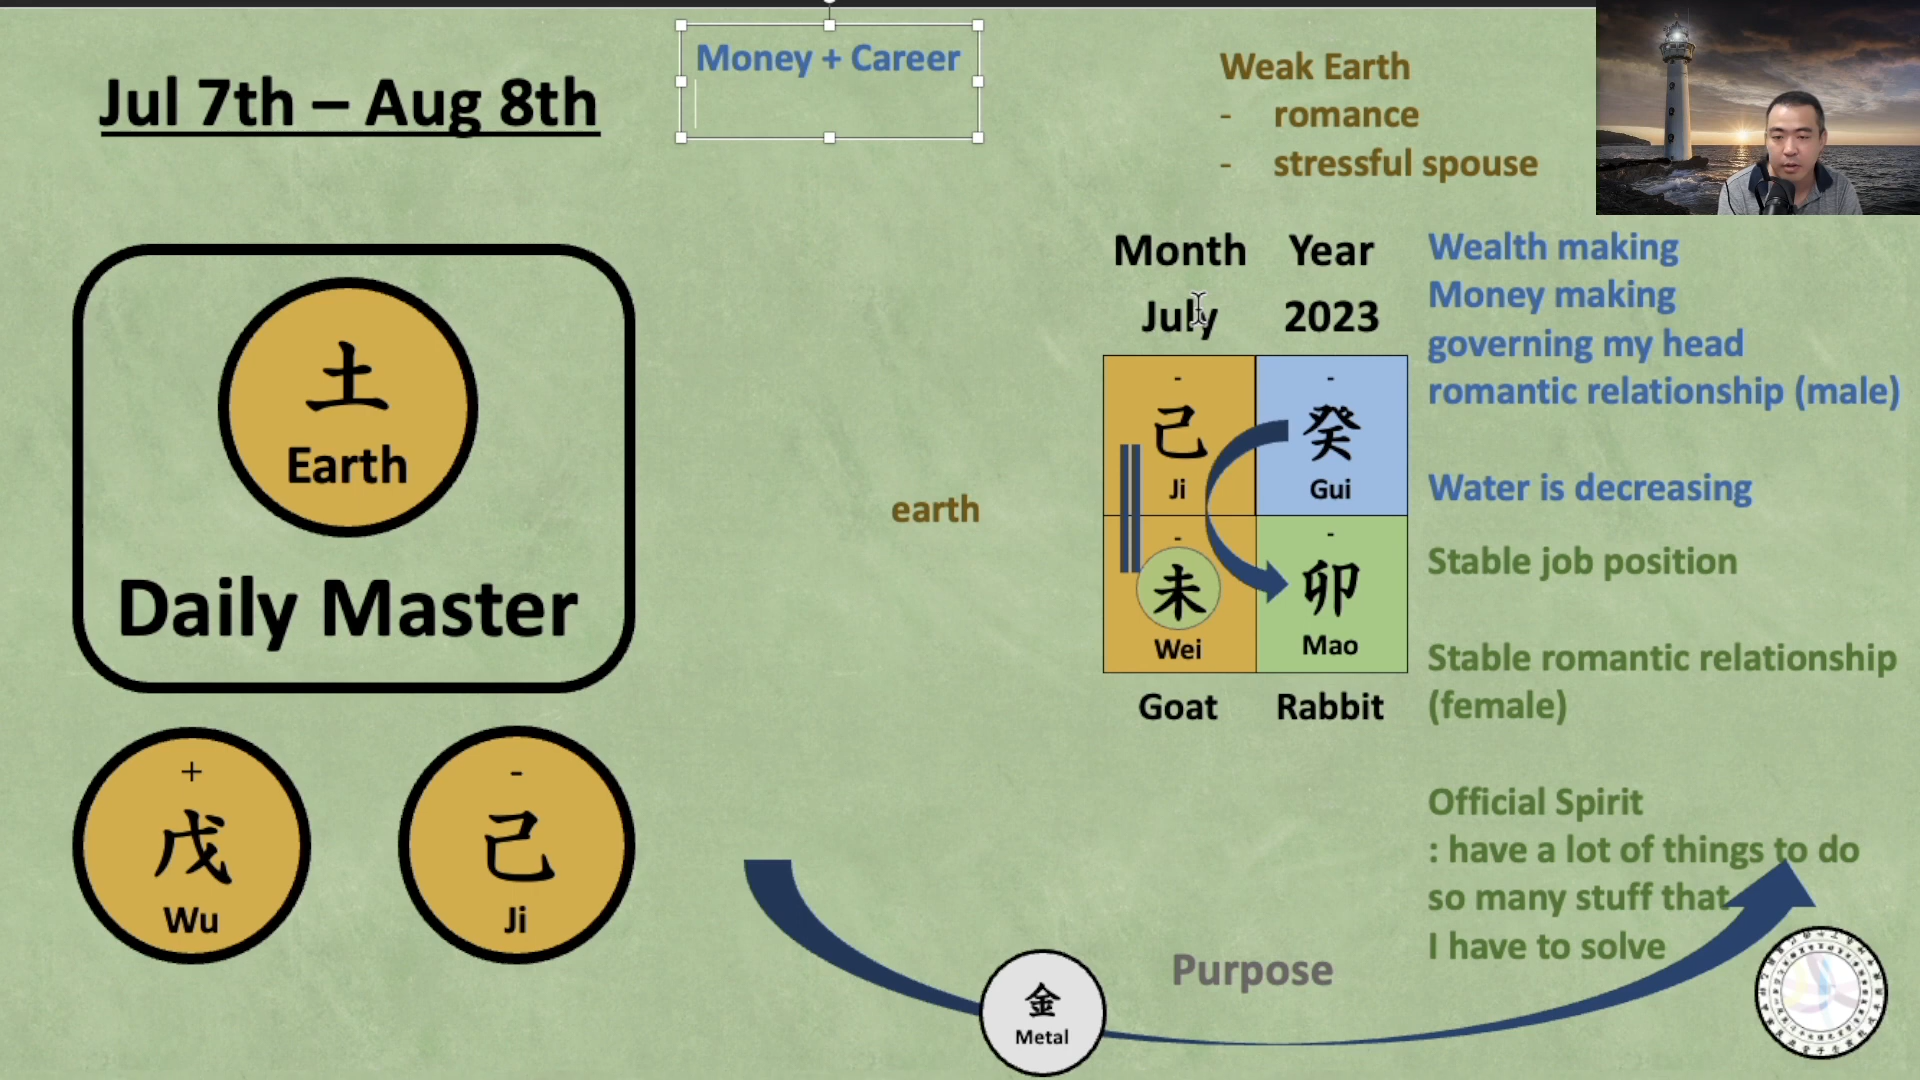 Money + Career
Jul 7th – Aug 8th
Weak Earth
- romance
- stressful spouse
土
Earth
Daily Master
+
戊
Wu
-
己
Ji
earth
Month Year
July 2023
- -
己 癸
Ji Gui
- -
未 卯
Wei Mao
Goat Rabbit
Wealth making
Money making
governing my head
romantic relationship (male)
Water is decreasing
Stable job position
Stable romantic relationship
(female)
Official Spirit
: have a lot of things to do
so many stuff that
I have to solve
Purpose
金
Metal